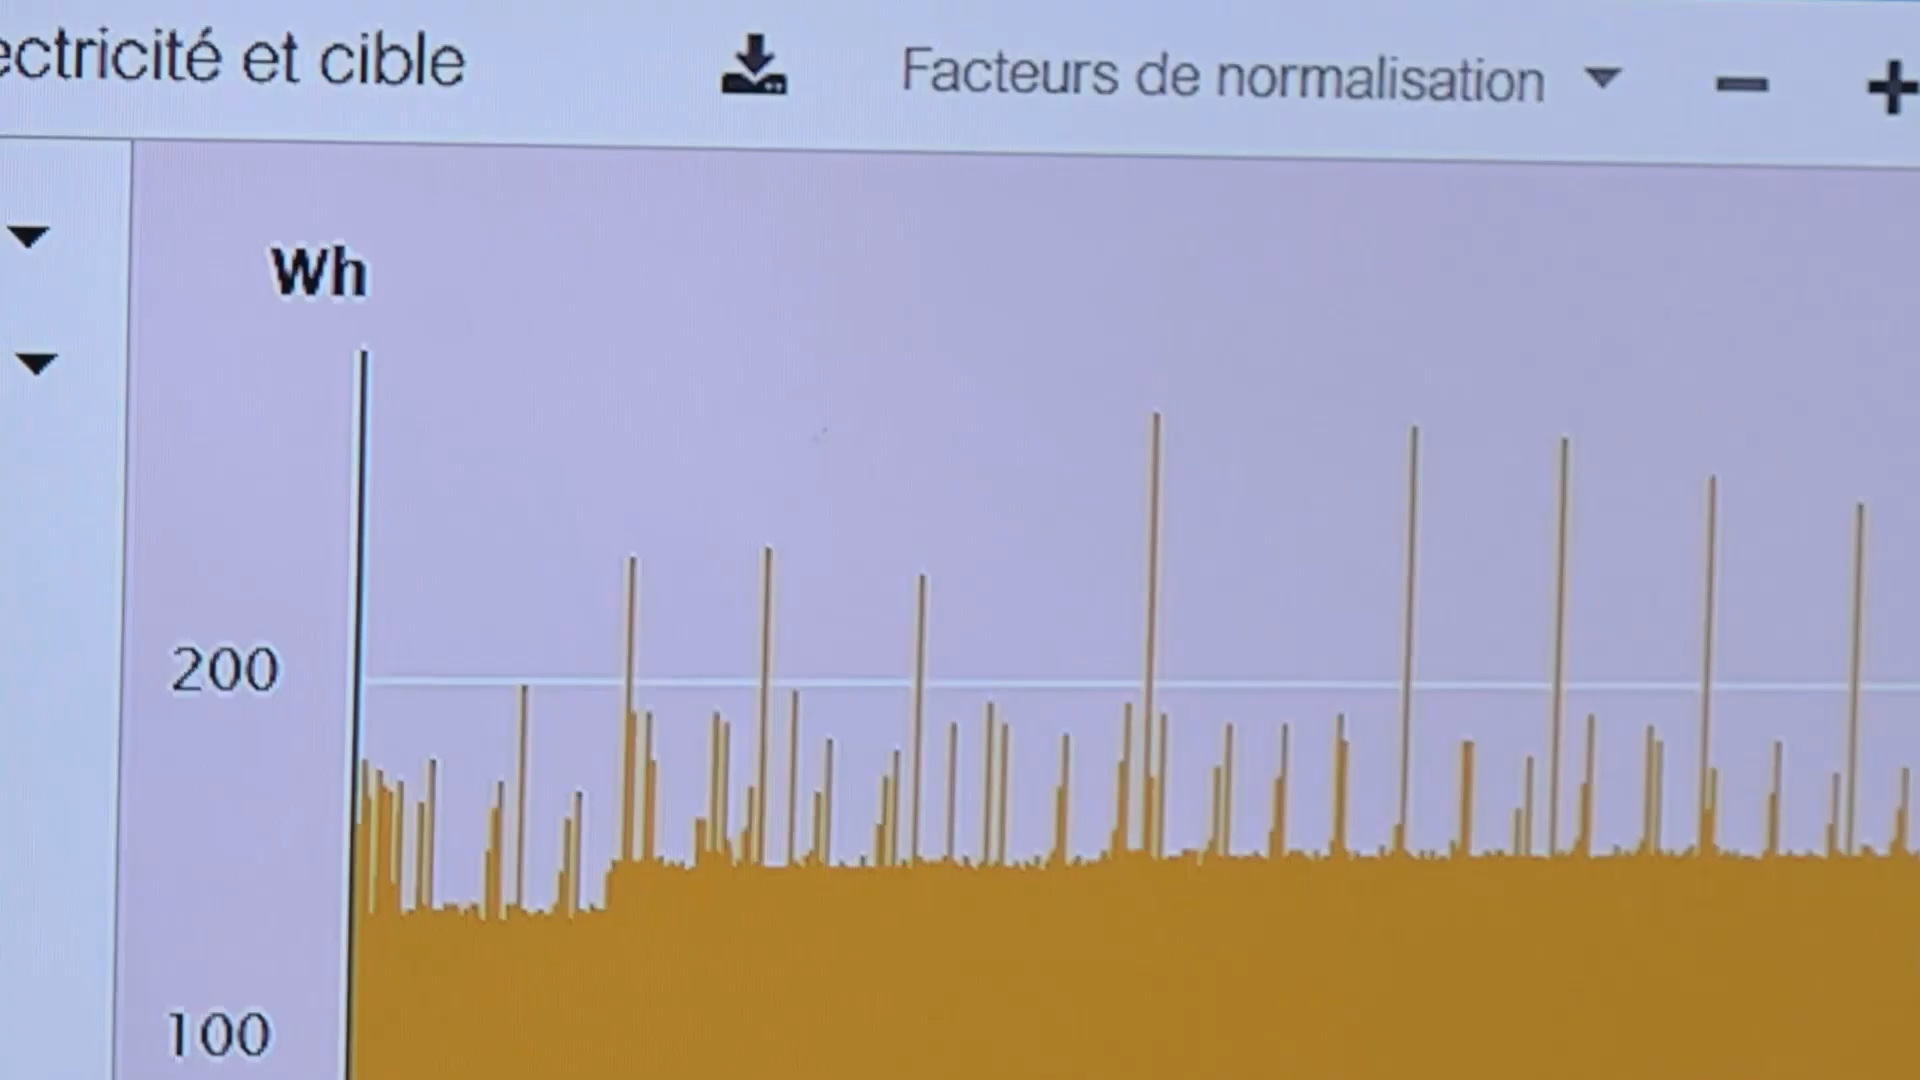 ectricité et cible
Facteurs de normalisation
Wh
200
100